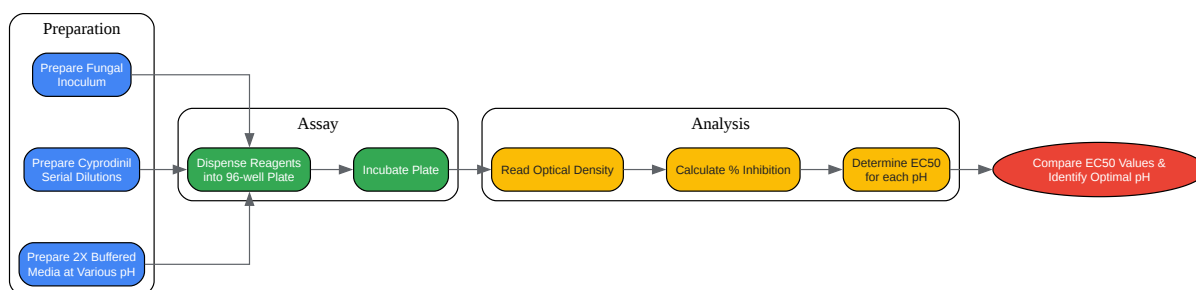 Preparation
Prepare Fungal
Inoculum
Prepare Cyprodinil
Serial Dilutions
Prepare 2X Buffered
Media at Various pH
Assay
Dispense Reagents
into 96-well Plate
Incubate Plate
Analysis
Read Optical Density
Calculate % Inhibition
Determine EC50
for each pH
Compare EC50 Values &
Identify Optimal pH